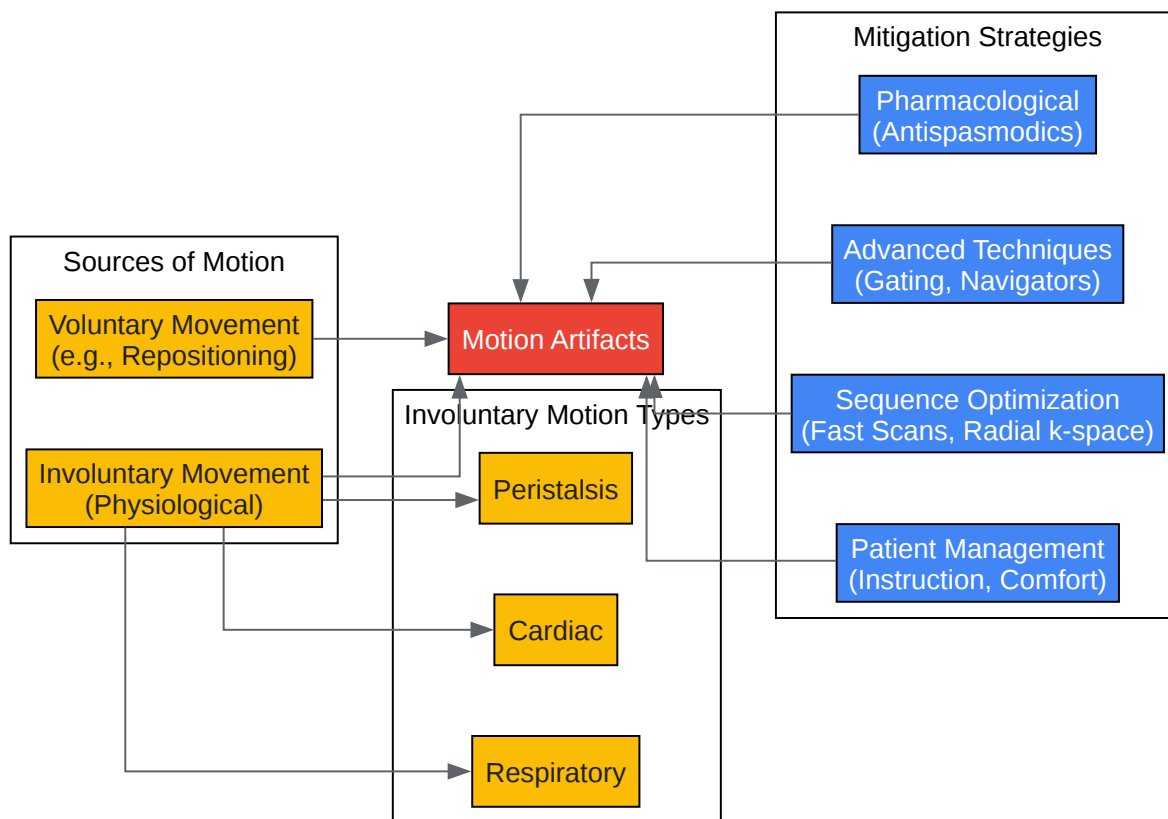 Mitigation Strategies
Pharmacological
(Antispasmodics)
Advanced Techniques
(Gating, Navigators)
Sequence Optimization
(Fast Scans, Radial k-space)
Patient Management
(Instruction, Comfort)
Sources of Motion
Voluntary Movement
(e.g., Repositioning)
Involuntary Movement
(Physiological)
Motion Artifacts
Involuntary Motion Types
Peristalsis
Cardiac
Respiratory